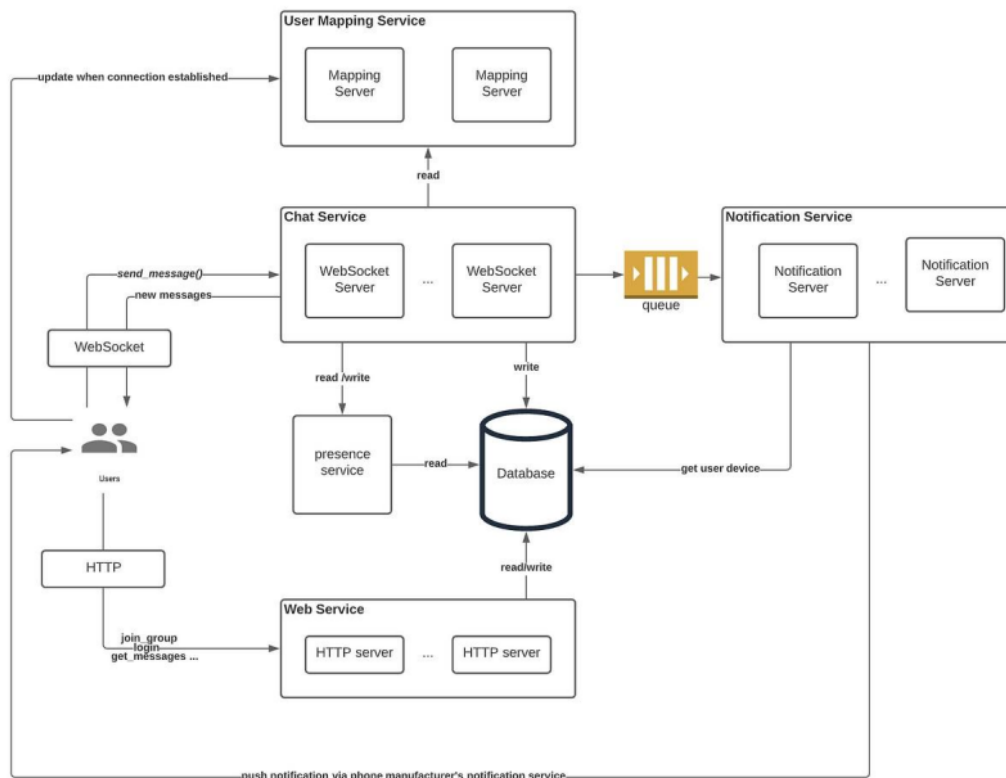 User Mapping Service
update when connection established
Mapping
Server
Mapping
Server
read
Chat Service
Notification Service
send_message()
WebSocket
Server
...
WebSocket
Server
Notification
Server
...
Notification
Server
new messages
queue
WebSocket
read /write
write
presence
service
read
Database
get user device
Users
HTTP
read/write
Web Service
join_group
login
get_messages ...
HTTP server
...
HTTP server
push notification via phone manufacturer's notification service